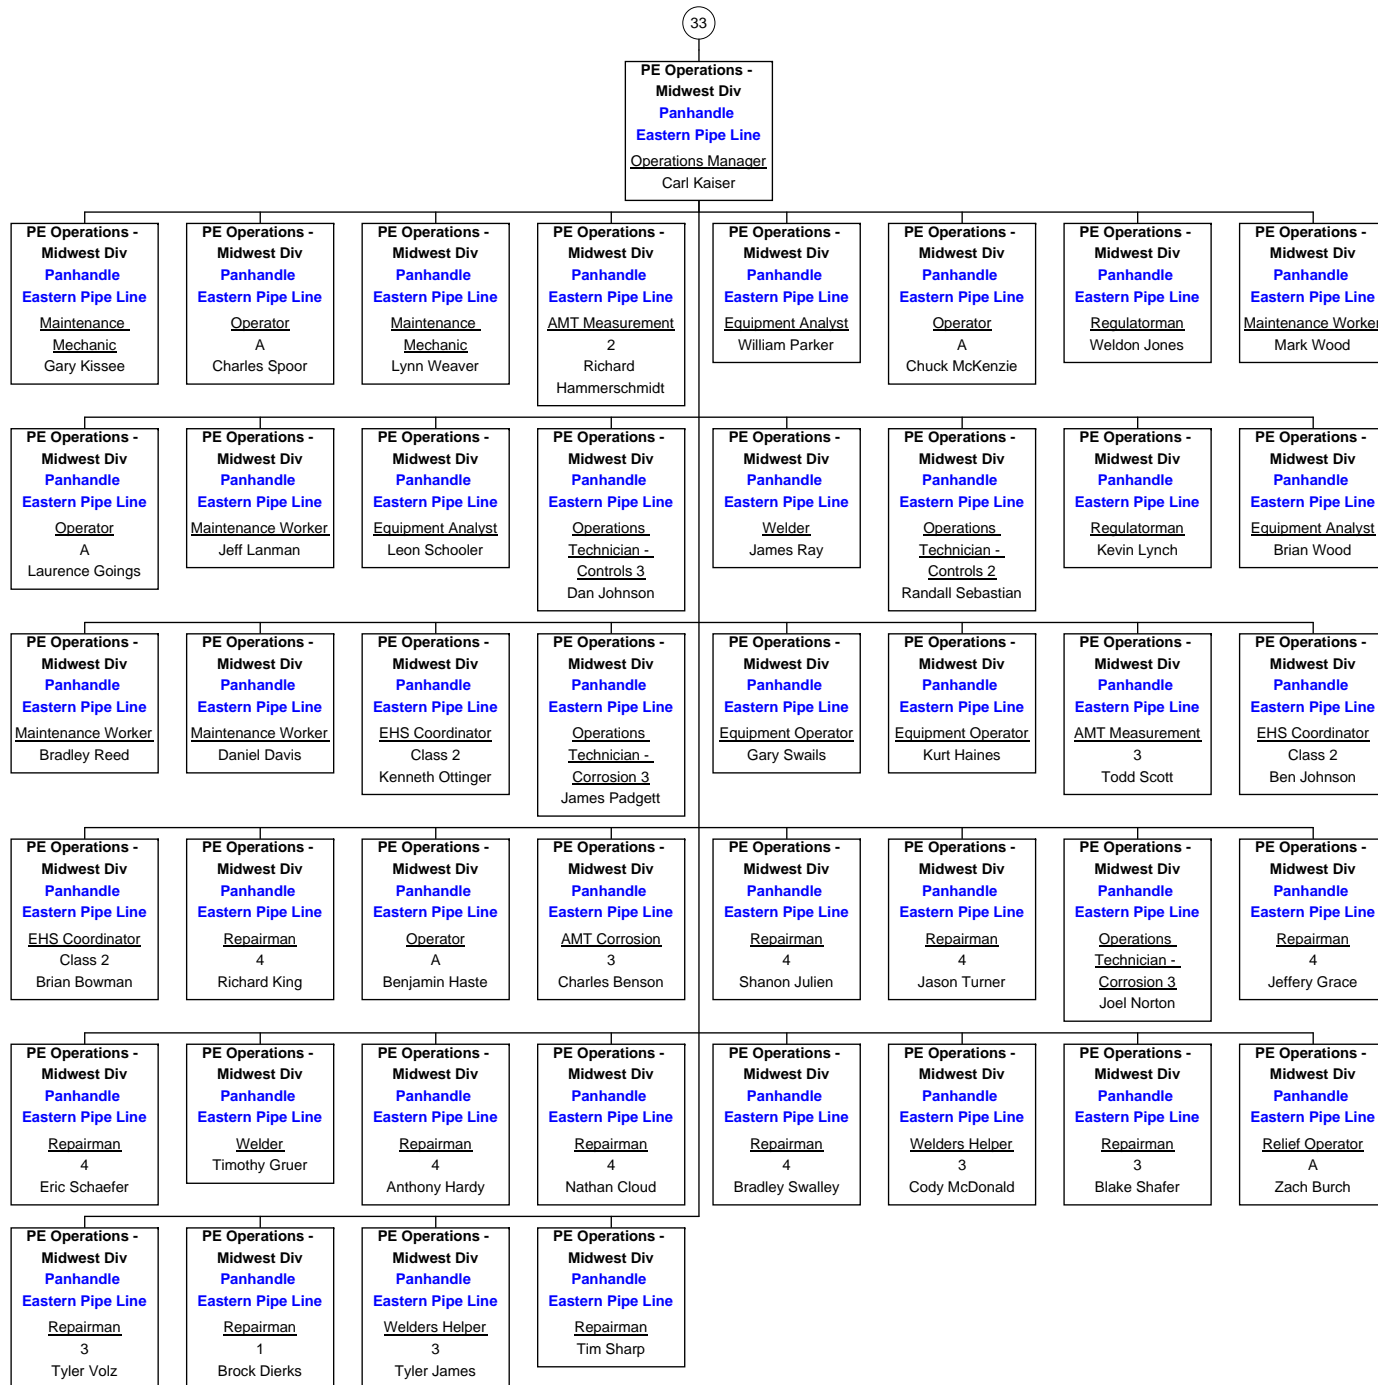 33
PE Operations -
Midwest Div
Panhandle
Eastern Pipe Line
Operations Manager
Carl Kaiser
PE Operations -
Midwest Div
Panhandle
Eastern Pipe Line
Maintenance
Mechanic
Gary Kissee
PE Operations -
Midwest Div
Panhandle
Eastern Pipe Line
Operator
A
Charles Spoor
PE Operations -
Midwest Div
Panhandle
Eastern Pipe Line
Maintenance
Mechanic
Lynn Weaver
PE Operations -
Midwest Div
Panhandle
Eastern Pipe Line
AMT Measurement
2
Richard
Hammerschmidt
PE Operations -
Midwest Div
Panhandle
Eastern Pipe Line
Equipment Analyst
William Parker
PE Operations -
Midwest Div
Panhandle
Eastern Pipe Line
Operator
A
Chuck McKenzie
PE Operations -
Midwest Div
Panhandle
Eastern Pipe Line
Regulatorman
Weldon Jones
PE Operations -
Midwest Div
Panhandle
Eastern Pipe Line
Maintenance Worker
Mark Wood
PE Operations -
Midwest Div
Panhandle
Eastern Pipe Line
Operator
A
Laurence Goings
PE Operations -
Midwest Div
Panhandle
Eastern Pipe Line
Maintenance Worker
Jeff Lanman
PE Operations -
Midwest Div
Panhandle
Eastern Pipe Line
Equipment Analyst
Leon Schooler
PE Operations -
Midwest Div
Panhandle
Eastern Pipe Line
Operations
Technician -
Controls 3
Dan Johnson
PE Operations -
Midwest Div
Panhandle
Eastern Pipe Line
Welder
James Ray
PE Operations -
Midwest Div
Panhandle
Eastern Pipe Line
Operations
Technician -
Controls 2
Randall Sebastian
PE Operations -
Midwest Div
Panhandle
Eastern Pipe Line
Regulatorman
Kevin Lynch
PE Operations -
Midwest Div
Panhandle
Eastern Pipe Line
Equipment Analyst
Brian Wood
PE Operations -
Midwest Div
Panhandle
Eastern Pipe Line
Maintenance Worker
Bradley Reed
PE Operations -
Midwest Div
Panhandle
Eastern Pipe Line
Maintenance Worker
Daniel Davis
PE Operations -
Midwest Div
Panhandle
Eastern Pipe Line
EHS Coordinator
Class 2
Kenneth Ottinger
PE Operations -
Midwest Div
Panhandle
Eastern Pipe Line
Operations
Technician -
Corrosion 3
James Padgett
PE Operations -
Midwest Div
Panhandle
Eastern Pipe Line
Equipment Operator
Gary Swails
PE Operations -
Midwest Div
Panhandle
Eastern Pipe Line
Equipment Operator
Kurt Haines
PE Operations -
Midwest Div
Panhandle
Eastern Pipe Line
AMT Measurement
3
Todd Scott
PE Operations -
Midwest Div
Panhandle
Eastern Pipe Line
EHS Coordinator
Class 2
Ben Johnson
PE Operations -
Midwest Div
Panhandle
Eastern Pipe Line
EHS Coordinator
Class 2
Brian Bowman
PE Operations -
Midwest Div
Panhandle
Eastern Pipe Line
Repairman
4
Richard King
PE Operations -
Midwest Div
Panhandle
Eastern Pipe Line
Operator
A
Benjamin Haste
PE Operations -
Midwest Div
Panhandle
Eastern Pipe Line
AMT Corrosion
3
Charles Benson
PE Operations -
Midwest Div
Panhandle
Eastern Pipe Line
Repairman
4
Shanon Julien
PE Operations -
Midwest Div
Panhandle
Eastern Pipe Line
Repairman
4
Jason Turner
PE Operations -
Midwest Div
Panhandle
Eastern Pipe Line
Operations
Technician -
Corrosion 3
Joel Norton
PE Operations -
Midwest Div
Panhandle
Eastern Pipe Line
Repairman
4
Jeffery Grace
PE Operations -
Midwest Div
Panhandle
Eastern Pipe Line
Repairman
4
Eric Schaefer
PE Operations -
Midwest Div
Panhandle
Eastern Pipe Line
Welder
Timothy Gruer
PE Operations -
Midwest Div
Panhandle
Eastern Pipe Line
Repairman
4
Anthony Hardy
PE Operations -
Midwest Div
Panhandle
Eastern Pipe Line
Repairman
4
Nathan Cloud
PE Operations -
Midwest Div
Panhandle
Eastern Pipe Line
Repairman
4
Bradley Swalley
PE Operations -
Midwest Div
Panhandle
Eastern Pipe Line
Welders Helper
3
Cody McDonald
PE Operations -
Midwest Div
Panhandle
Eastern Pipe Line
Repairman
3
Blake Shafer
PE Operations -
Midwest Div
Panhandle
Eastern Pipe Line
Relief Operator
A
Zach Burch
PE Operations -
Midwest Div
Panhandle
Eastern Pipe Line
Repairman
3
Tyler Volz
PE Operations -
Midwest Div
Panhandle
Eastern Pipe Line
Repairman
1
Brock Dierks
PE Operations -
Midwest Div
Panhandle
Eastern Pipe Line
Welders Helper
3
Tyler James
PE Operations -
Midwest Div
Panhandle
Eastern Pipe Line
Repairman
Tim Sharp